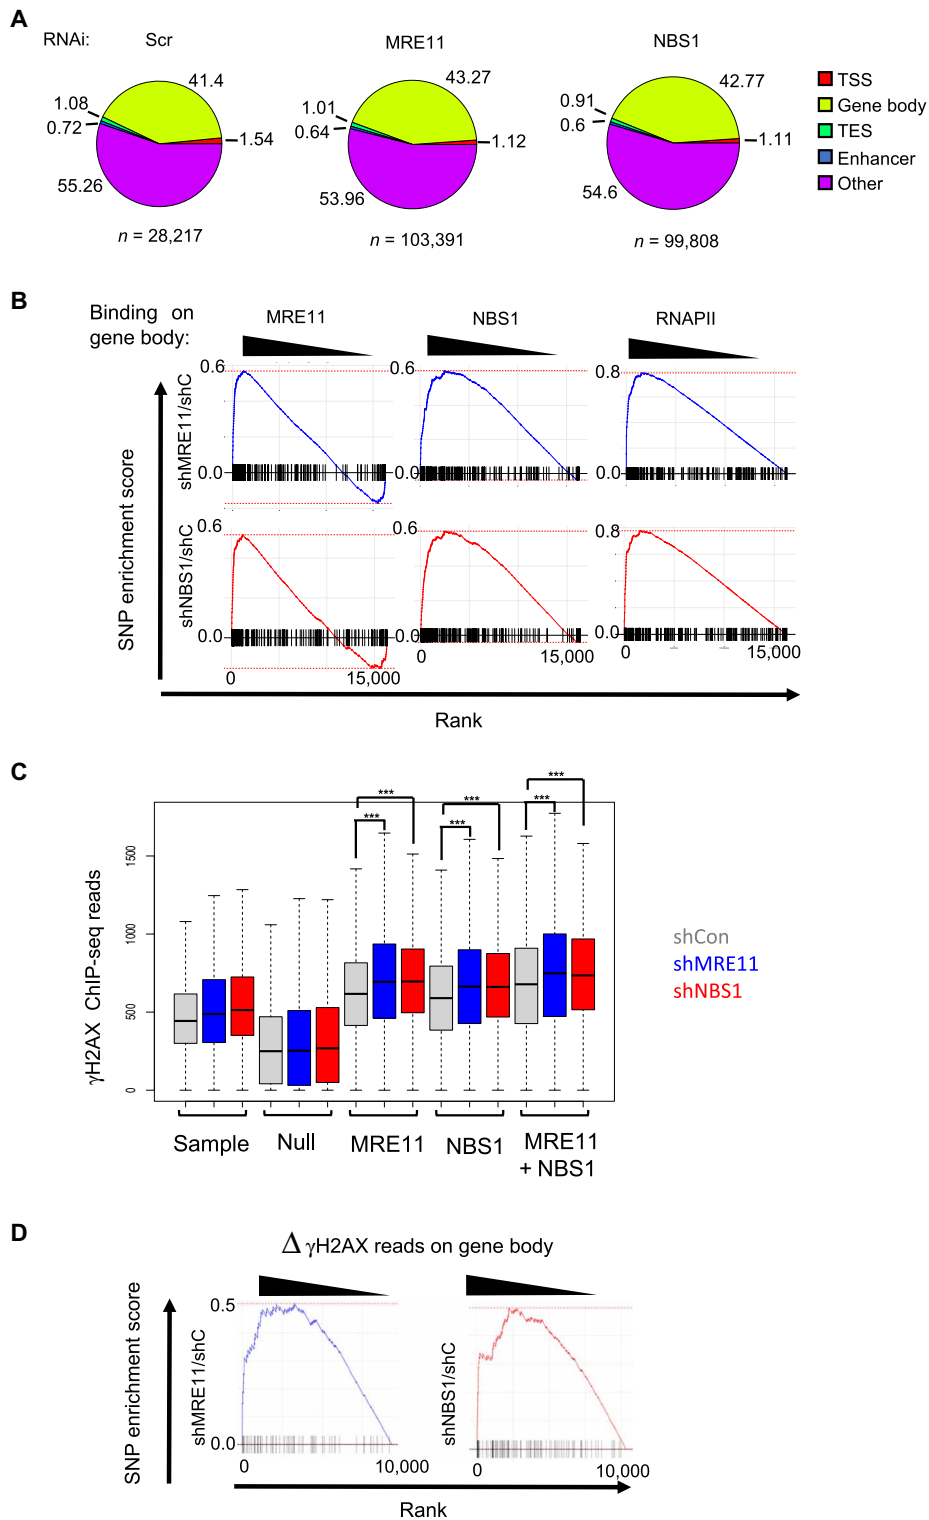 A
RNAi: Scr MRE11 NBS1
41.4
1.08
0.72
1.54
55.26
n = 28,217
43.27
1.01
0.64
1.12
53.96
n = 103,391
42.77
0.91
0.6
1.11
54.6
n = 99,808
TSS
Gene body
TES
Enhancer
Other
B
Binding on
gene body:
MRE11 NBS1 RNAPII
SNP enrichment score
shMRE11/shC
0.6
0.0
0.6
0.0
0.8
0.0
shNBS1/shC
0.6
0.0
0.6
0.0
0.8
0.0
0 15,000
0 15,000
0 15,000
Rank
C
γH2AX ChIP-seq reads
1500
1000
500
0
*** ***
*** ***
*** ***
Sample Null MRE11 NBS1 MRE11
+ NBS1
shCon
shMRE11
shNBS1
D
Δ γH2AX reads on gene body
SNP enrichment score
shMRE11/shC
0.5
0.0
0 10,000
shNBS1/shC
0 10,000
Rank